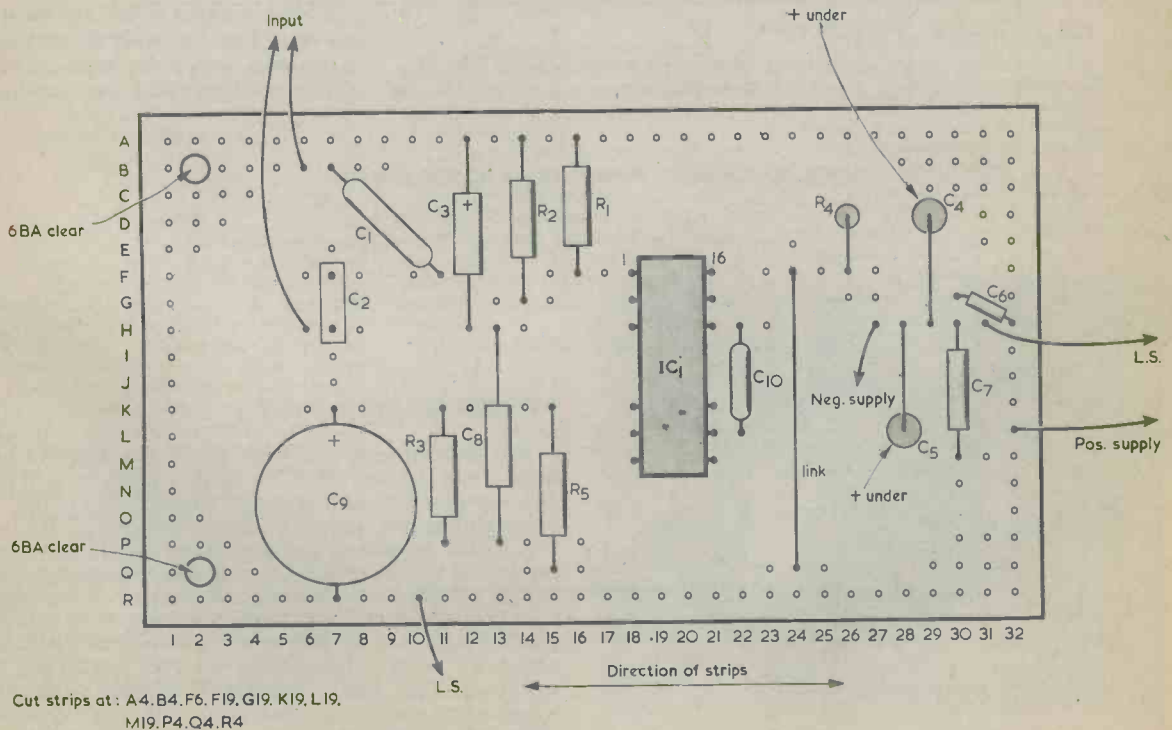 Input
+ under
A
B
C
D
E
F
G
H
I
J
K
L
M
N
O
P
Q
R
6BA clear
6BA clear
C1
C3
+
R2
R1
R4
C4
C2
1
16
C6
IC1
C10
Neg. supply
C7
L.S.
Pos. supply
C5
+ under
link
R3
C8
R5
+
C9
1 2 3 4 5 6 7 8 9 10 11 12 13 14 15 16 17 18 19 20 21 22 23 24 25 26 27 28 29 30 31 32
L.S.
Direction of strips
Cut strips at: A4. B4. F6. F19. G19. K19. L19.
M19. P4. Q4. R4